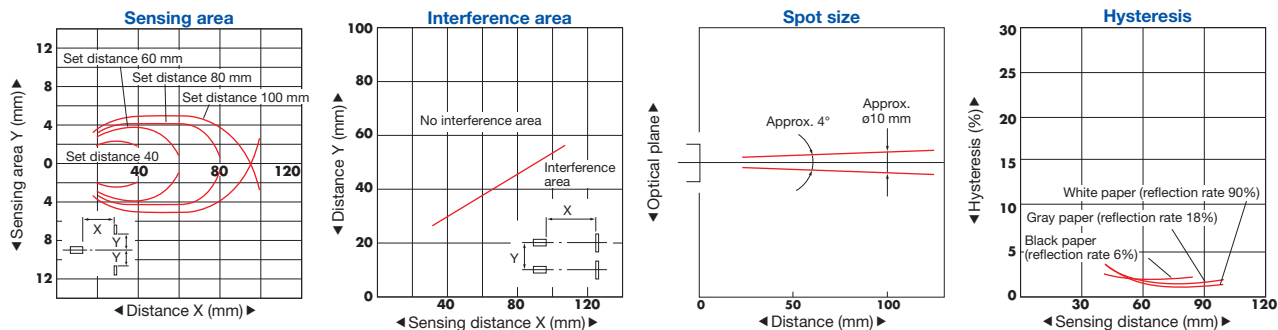 Sensing area
12
8
4
0
4
8
12
Set distance 60 mm
Set distance 80 mm
Set distance 100 mm
Set distance 40
40
80
120
X
Y
Y
◄ Sensing area Y (mm) ►
◄ Distance X (mm) ►
Interference area
100
80
60
40
20
0
No interference area
Interference
area
X
Y
40
80
120
◄ Distance Y (mm) ►
◄ Sensing distance X (mm) ►
Spot size
Approx. 4°
Approx.
ø10 mm
◄ Optical plane ►
0
50
100
◄ Distance (mm) ►
Hysteresis
30
25
20
15
10
5
0
White paper (reflection rate 90%)
Gray paper (reflection rate 18%)
Black paper
(reflection rate 6%)
30
60
90
120
◄ Hysteresis (%) ►
◄ Sensing distance (mm) ►